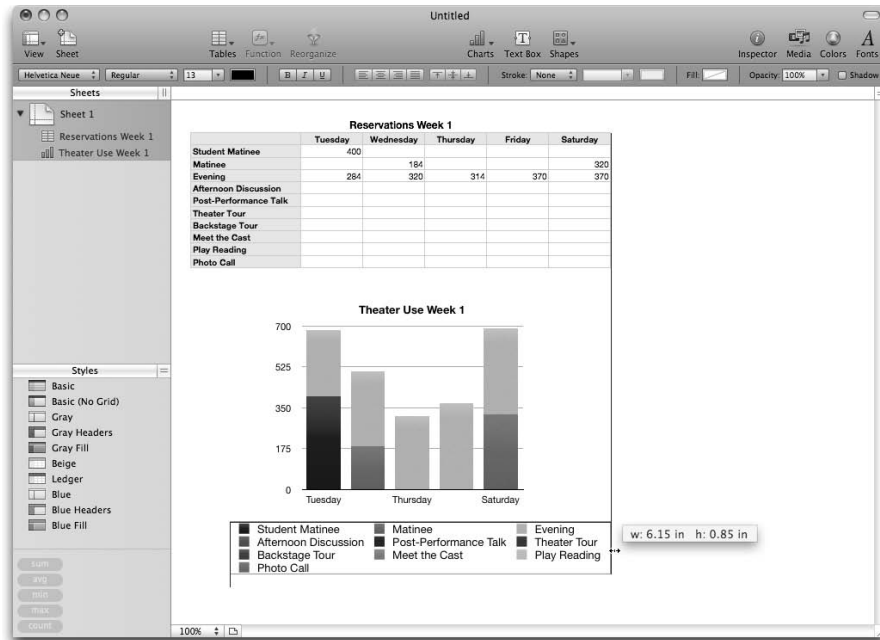 Untitled
View Sheet Tables Function Reorganize Charts Text Box Shapes Inspector Media Colors Fonts
Helvetica Neue Regular 13 B I U Stroke: None Fill: Opacity: 100% Shadow
Sheets
Sheet 1
Reservations Week 1
Theater Use Week 1
Reservations Week 1
Tuesday Wednesday Thursday Friday Saturday
Student Matinee 400
Matinee 184 320
Evening 284 320 314 370 370
Afternoon Discussion
Post-Performance Talk
Theater Tour
Backstage Tour
Meet the Cast
Play Reading
Photo Call
Theater Use Week 1
700
525
350
175
0
Tuesday Thursday Saturday
Student Matinee Matinee Evening
Afternoon Discussion Post-Performance Talk Theater Tour
Backstage Tour Meet the Cast Play Reading
Photo Call
w: 6.15 in h: 0.85 in
Styles
Basic
Basic (No Grid)
Gray
Gray Headers
Gray Fill
Beige
Ledger
Blue
Blue Headers
Blue Fill
sum
avg
min
max
count
100%